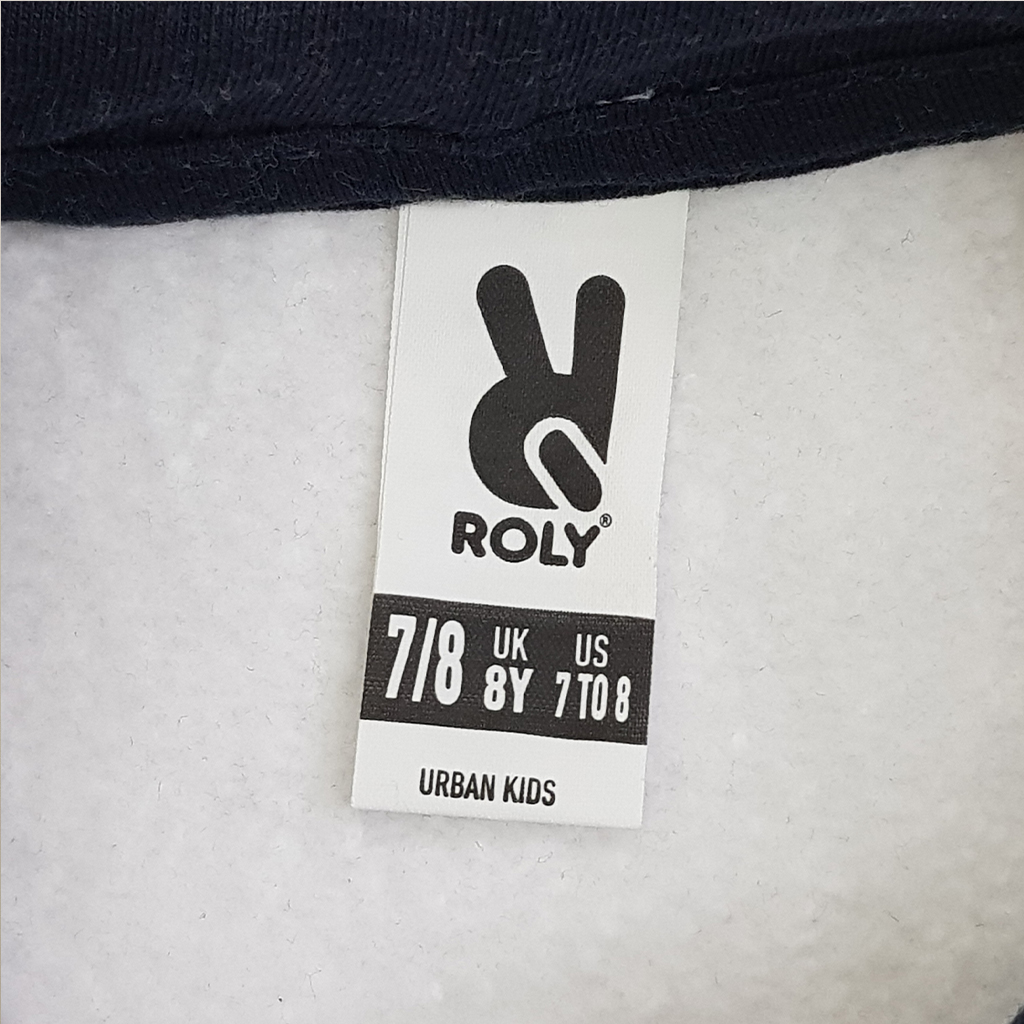 ROLY®
7/8 UK 8Y US 7 TO 8
URBAN KIDS